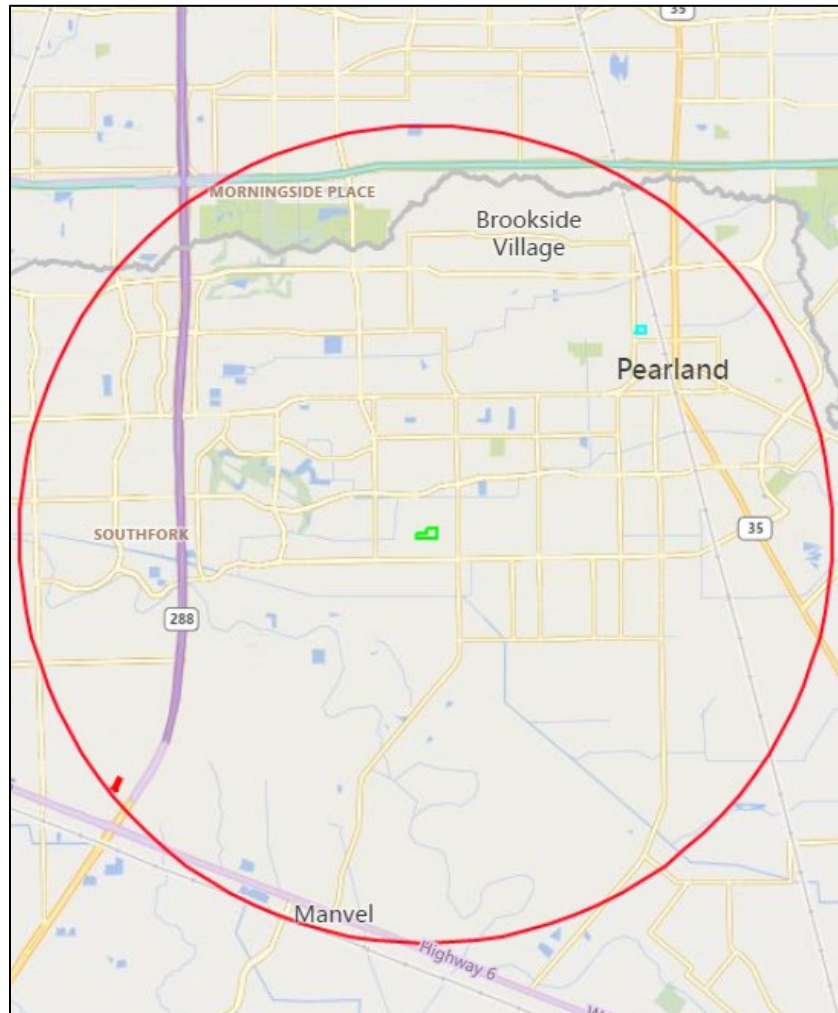 35
MORNINGSIDE PLACE
Brookside
Village
Pearland
SOUTHFORK
35
288
Manvel
Highway 6